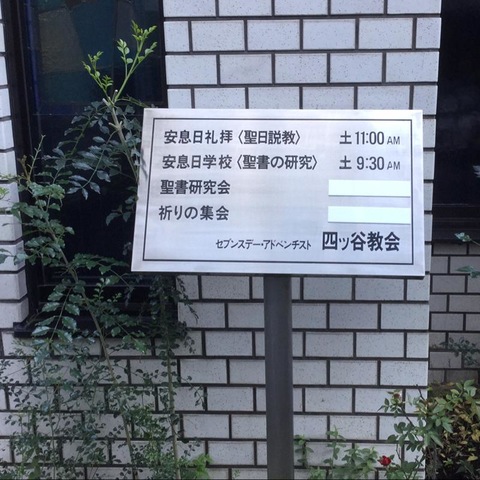 安息日礼拝〈聖日説教〉 土 11:00 AM
安息日学校〈聖書の研究〉 土 9:30 AM
聖書研究会
祈りの集会
セブンスデー・アドベンチスト 四ッ谷教会